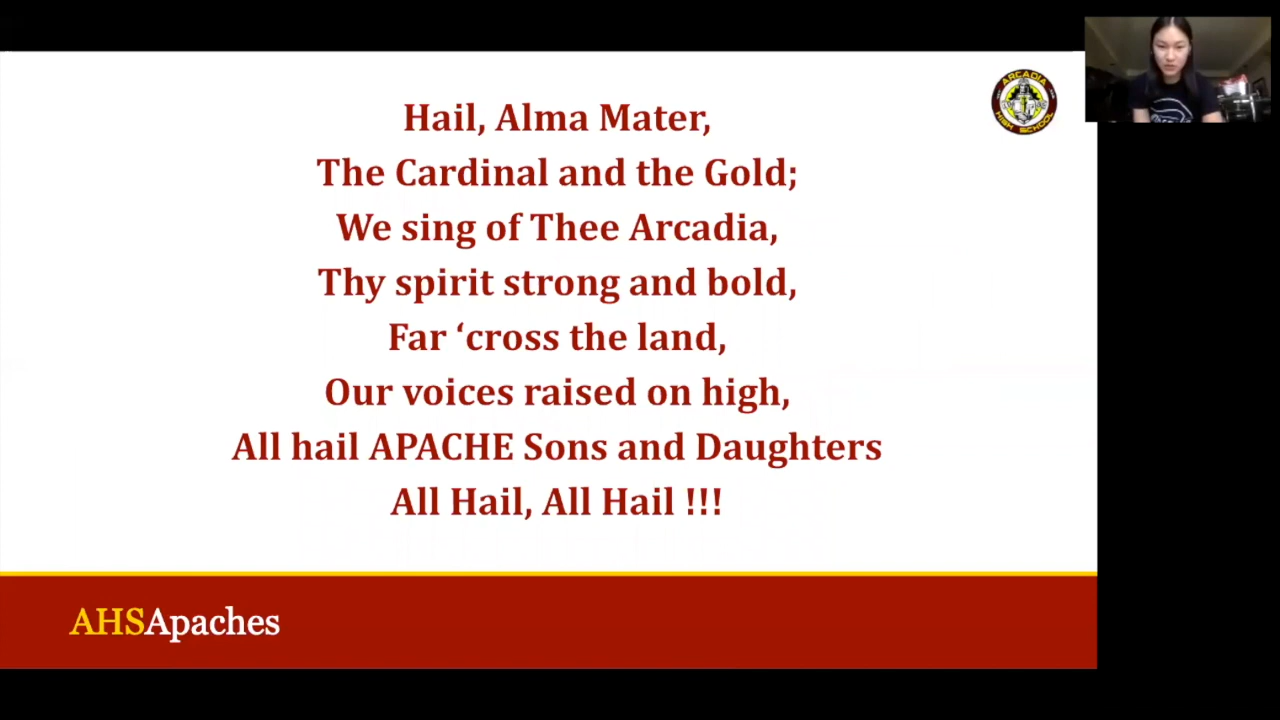 Hail, Alma Mater,
The Cardinal and the Gold;
We sing of Thee Arcadia,
Thy spirit strong and bold,
Far ‘cross the land,
Our voices raised on high,
All hail APACHE Sons and Daughters
All Hail, All Hail !!!
ARCADIA
HIGH SCHOOL
AHSApaches